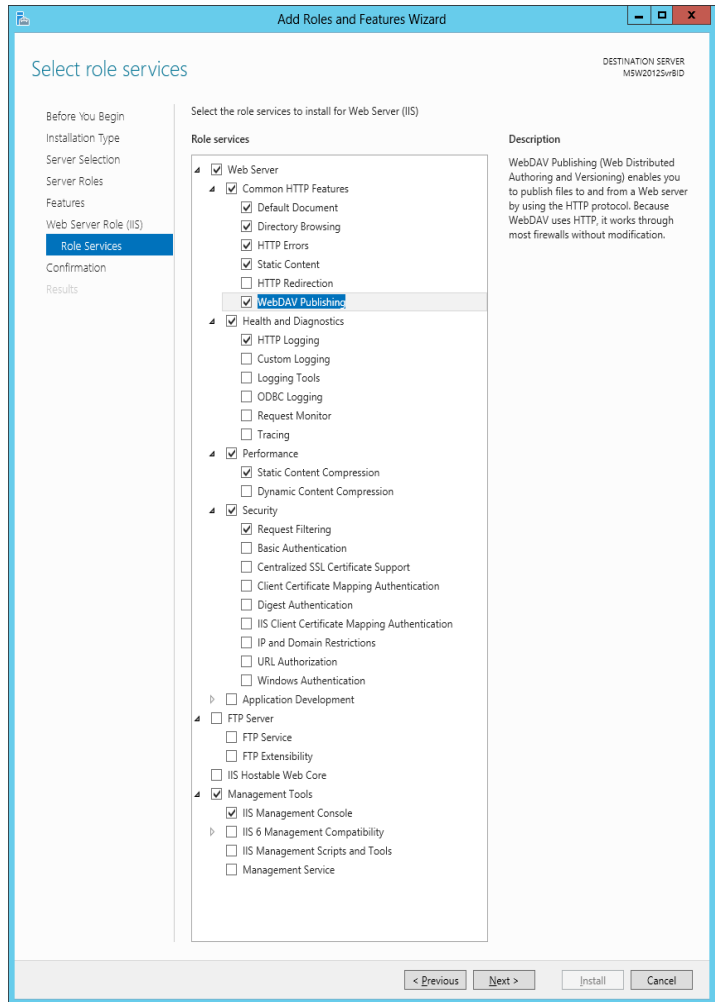 Add Roles and Features Wizard
Select role services
DESTINATION SERVER
MSW2012SvrBID
Before You Begin
Installation Type
Server Selection
Server Roles
Features
Web Server Role (IIS)
Role Services
Confirmation
Results
Select the role services to install for Web Server (IIS)
Role services
Web Server
Common HTTP Features
Default Document
Directory Browsing
HTTP Errors
Static Content
HTTP Redirection
WebDAV Publishing
Health and Diagnostics
HTTP Logging
Custom Logging
Logging Tools
ODBC Logging
Request Monitor
Tracing
Performance
Static Content Compression
Dynamic Content Compression
Security
Request Filtering
Basic Authentication
Centralized SSL Certificate Support
Client Certificate Mapping Authentication
Digest Authentication
IIS Client Certificate Mapping Authentication
IP and Domain Restrictions
URL Authorization
Windows Authentication
Application Development
FTP Server
FTP Service
FTP Extensibility
IIS Hostable Web Core
Management Tools
IIS Management Console
IIS 6 Management Compatibility
IIS Management Scripts and Tools
Management Service
Description
WebDAV Publishing (Web Distributed
Authoring and Versioning) enables you
to publish files to and from a Web server
by using the HTTP protocol. Because
WebDAV uses HTTP, it works through
most firewalls without modification.
< Previous
Next >
Install
Cancel